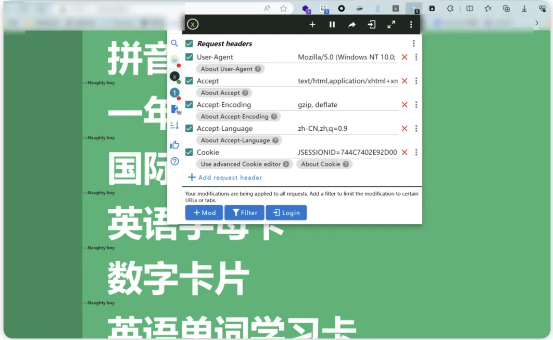 Request headers
User-Agent Mozilla/5.0 (Windows NT 10.0;
About User-Agent
Accept text/html,application/xhtml+xn
About Accept
Accept-Encoding gzip, deflate
About Accept-Encoding
Accept-Language zh-CN,zh;q=0.9
About Accept-Language
Cookie JSESSIONID=744C7402E92D00
Use advanced Cookie editor About Cookie
+ Add request header
Your modifications are being applied to all requests. Add a filter to limit the modification to certain
URLs or tabs.
+ Mod Filter Login
拼音
---Naughty boy
一年
---Naughty boy
国际
---Naughty boy
英语字母卡
---Naughty boy
数字卡片
---Naughty boy
英语单词学习卡